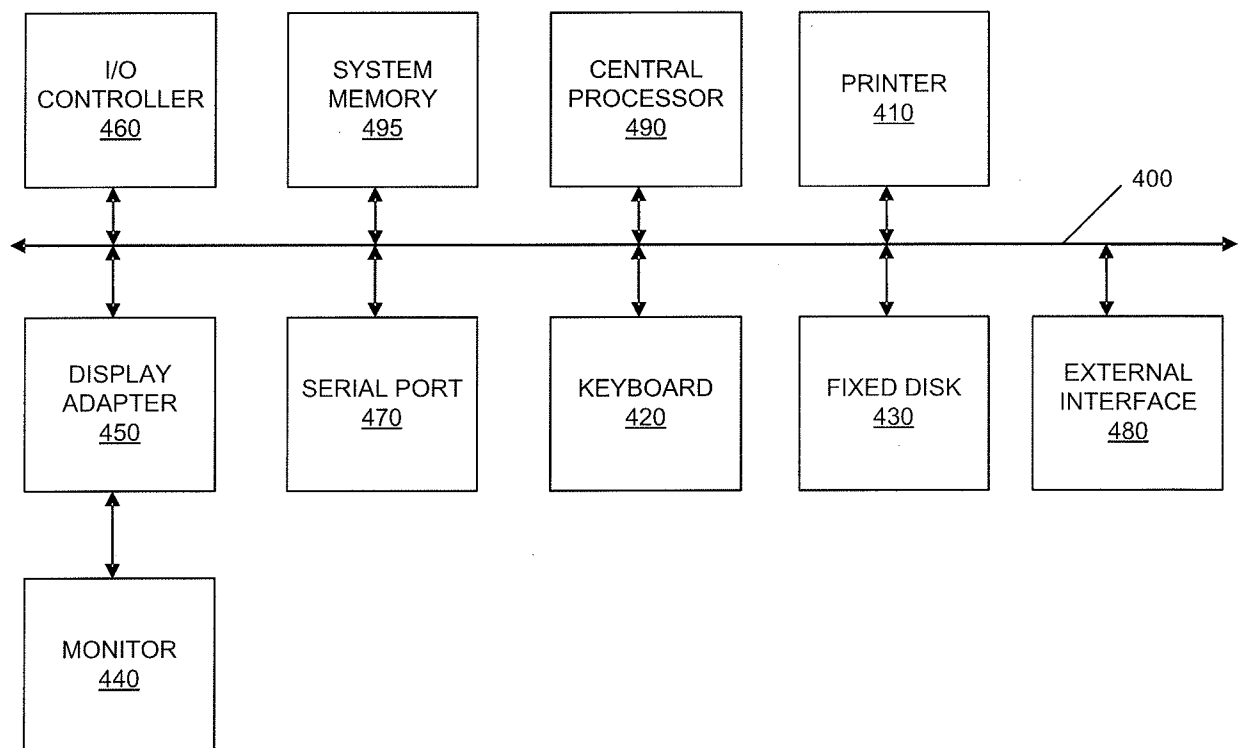 I/O
CONTROLLER
460
SYSTEM
MEMORY
495
CENTRAL
PROCESSOR
490
PRINTER
410
400
DISPLAY
ADAPTER
450
SERIAL PORT
470
KEYBOARD
420
FIXED DISK
430
EXTERNAL
INTERFACE
480
MONITOR
440